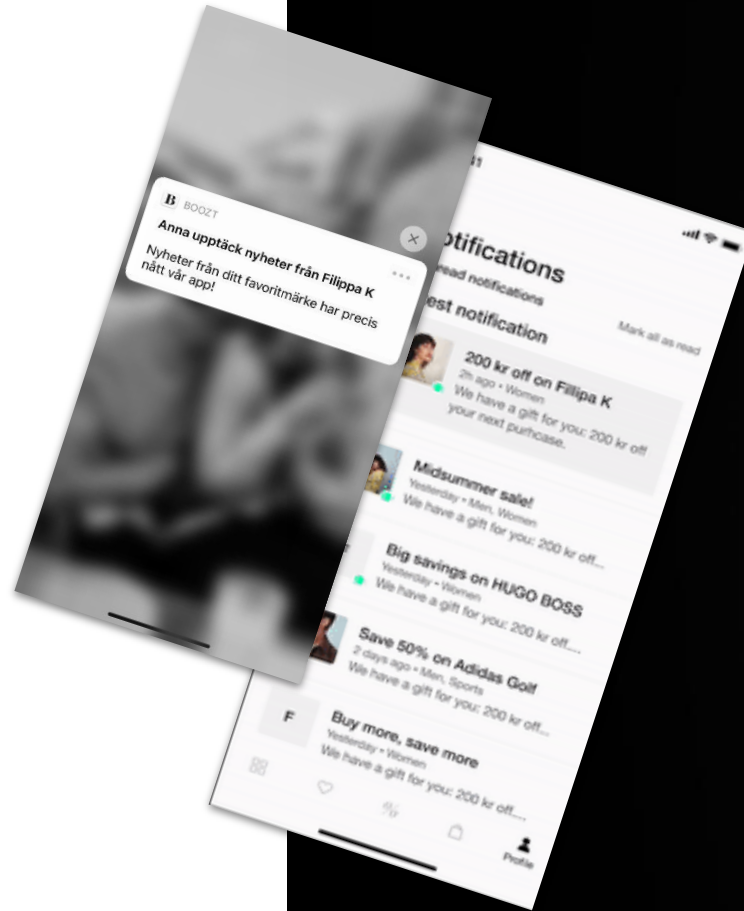 B BOOZT
Anna upptäck nyheter från Filippa K
Nyheter från ditt favoritmärke har precis
nått vår app!
otifications
read notifications
est notification
Mark all as read
200 kr off on Fillipa K
2h ago • Women
We have a gift for you: 200 kr off
your next purhcase.
Midsummer sale!
Yesterday • Men, Women
We have a gift for you: 200 kr off...
Big savings on HUGO BOSS
Yesterday • Women
We have a gift for you: 200 kr off....
Save 50% on Adidas Golf
2 days ago • Men, Sports
We have a gift for you: 200 kr off...
F
Buy more, save more
Yesterday • Women
We have a gift for you: 200 kr off....
Profile